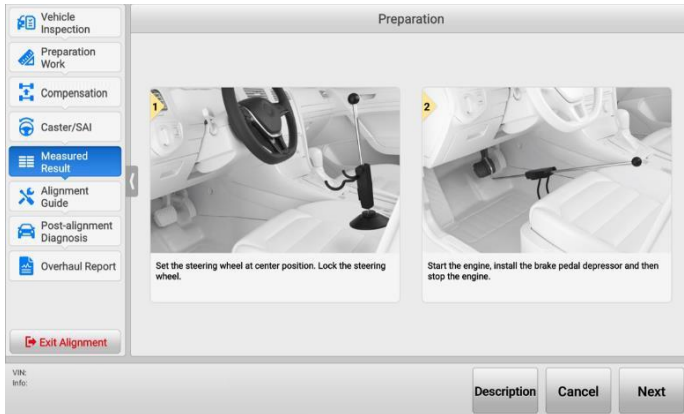 Vehicle
Inspection
Preparation
Work
Compensation
Caster/SAI
Measured
Result
Alignment
Guide
Post-alignment
Diagnosis
Overhaul Report
Exit Alignment
Preparation
1
2
Set the steering wheel at center position. Lock the steering
wheel.
Start the engine, install the brake pedal depressor and then
stop the engine.
VIN:
Info:
Description
Cancel
Next